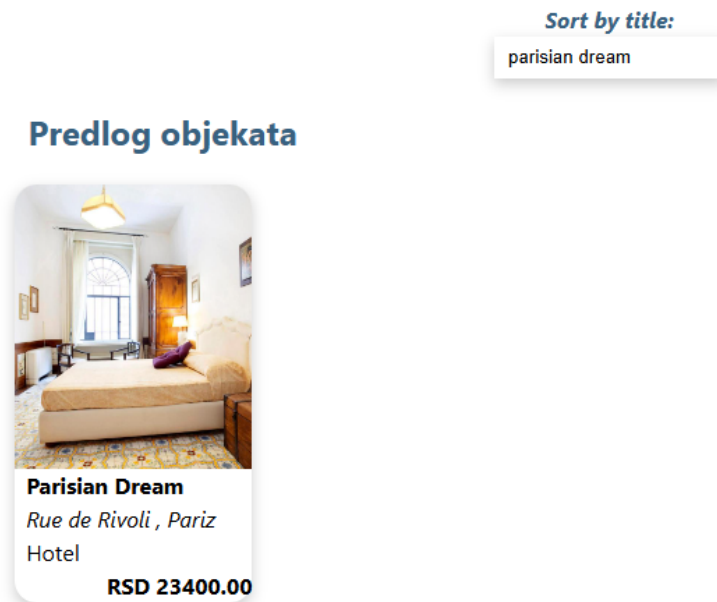 Sort by title:
parisian dream
Predlog objekata
Parisian Dream
Rue de Rivoli , Pariz
Hotel
RSD 23400.00